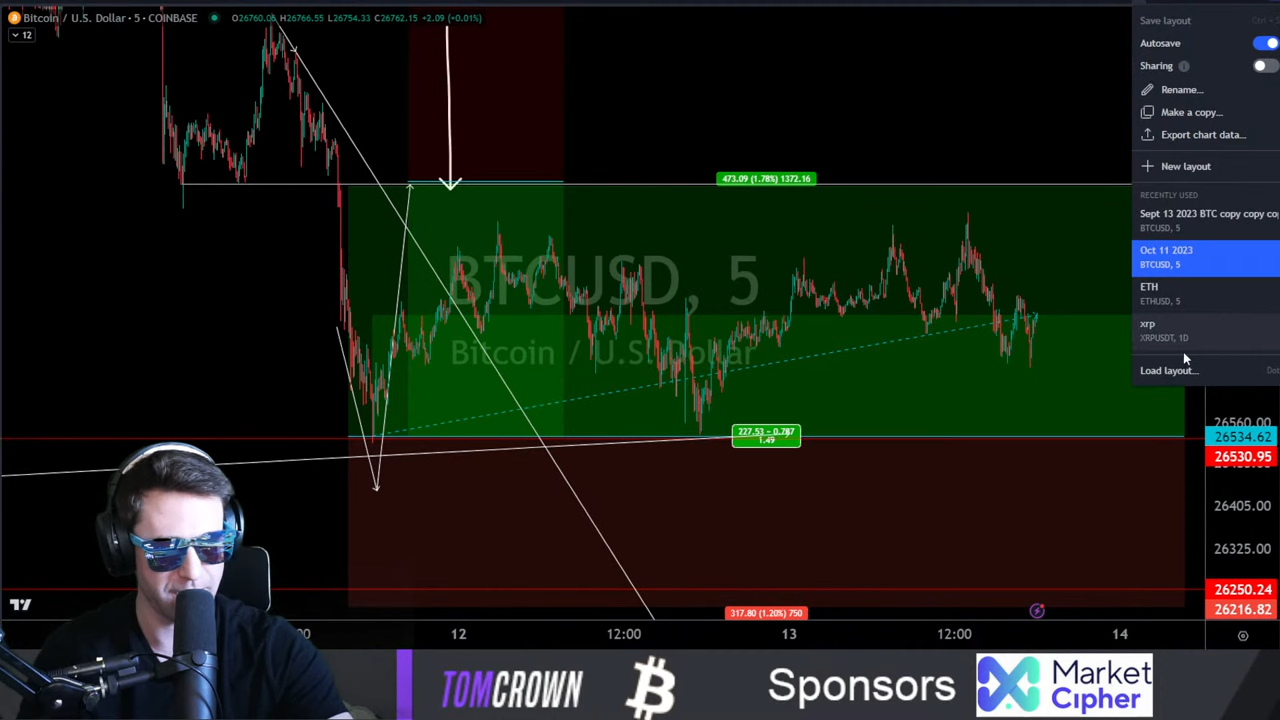 Bitcoin / U.S. Dollar · 5 · COINBASE O26760.06 H26766.55 L26754.33 C26762.15 +2.09 (+0.01%)
12
Save layout
Autosave
Sharing
Rename...
Make a copy...
Export chart data...
New layout
RECENTLY USED
Sept 13 2023 BTC copy copy co
BTCUSD, 5
Oct 11 2023
BTCUSD, 5
ETH
ETHUSD, 5
xrp
XRPUSDT, 1D
Load layout...
473.09 (1.78%) 1372.16
BTCUSD, 5
Bitcoin / U.S. Dollar
1.49
26560.00
26534.62
26530.95
26405.00
26325.00
26250.24
26216.82
317.80 (1.20%) 750
12 12:00 13 12:00 14
TOMCROWN Sponsors Market Cipher